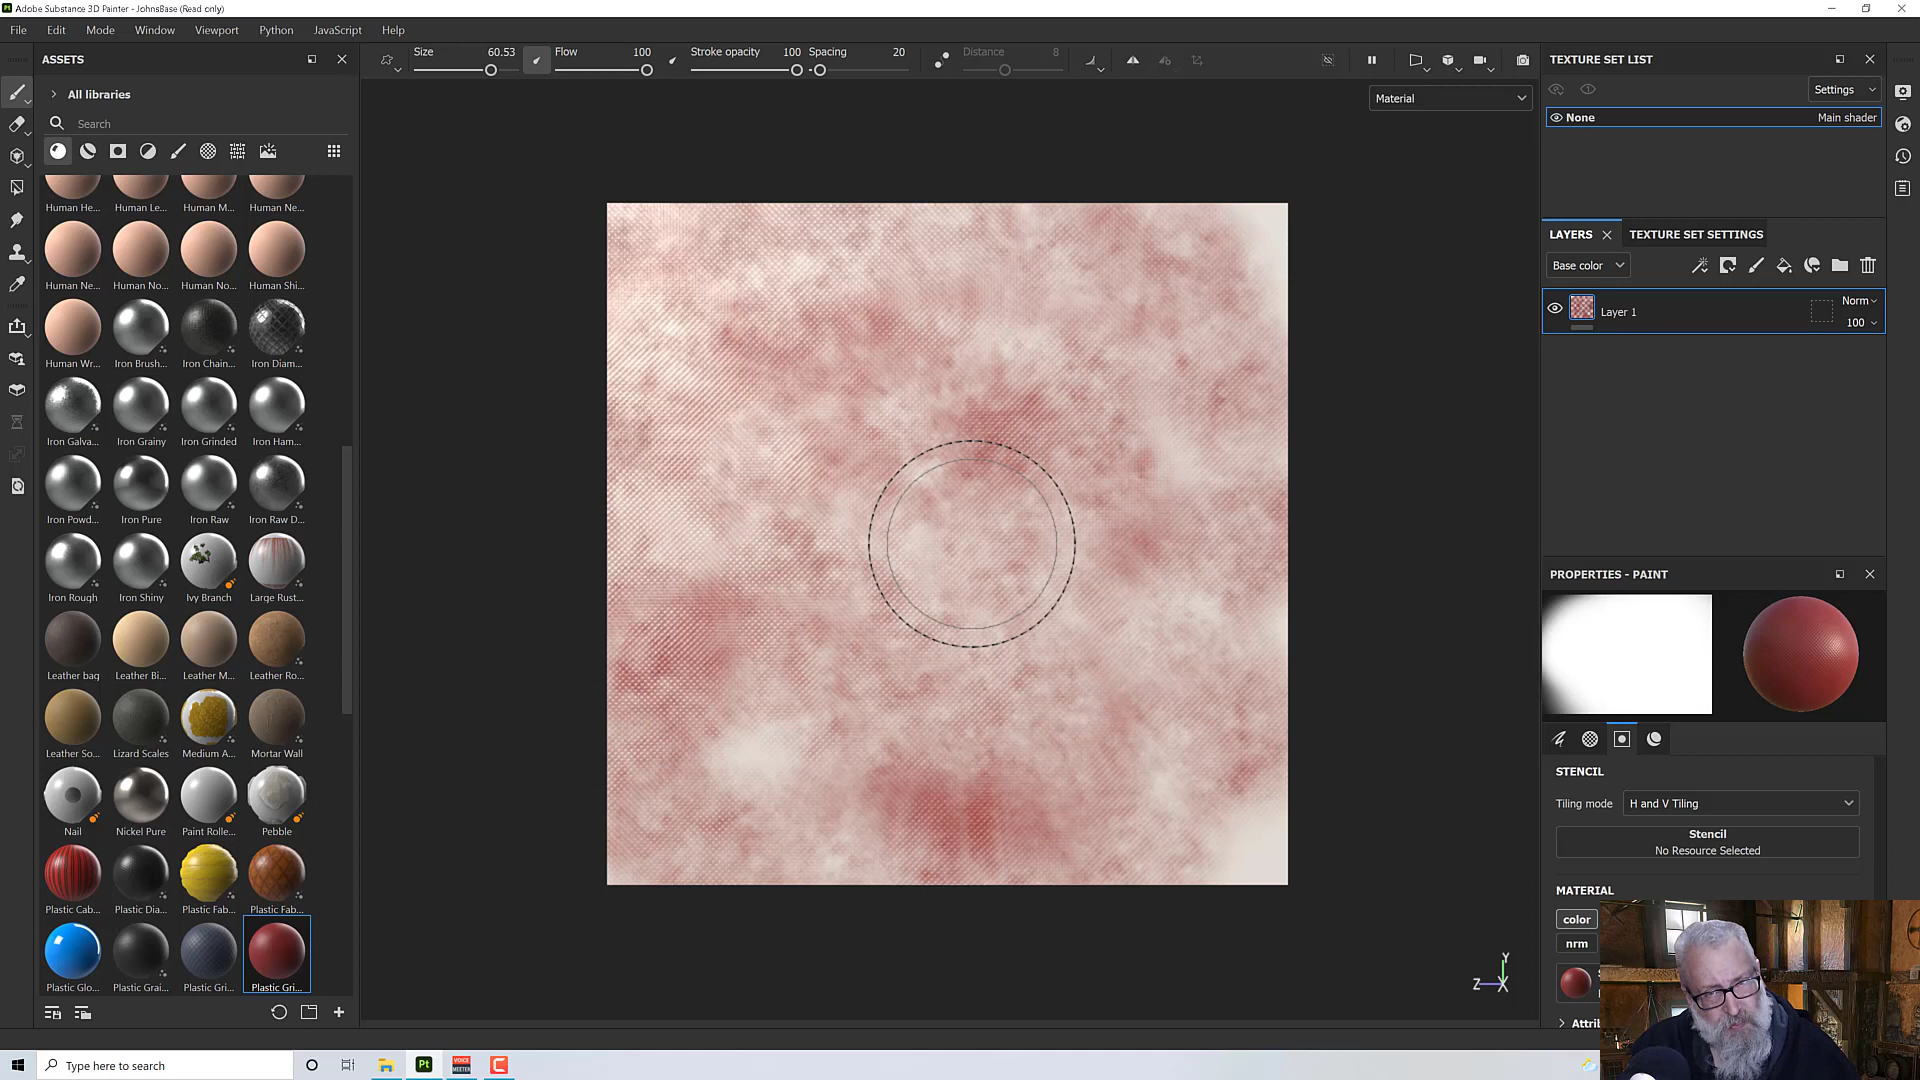 Adobe Substance 3D Painter - JohnsBase (Read only)
File Edit Mode Window Viewport Python JavaScript Help
ASSETS
Size 60.53 Flow 100 Stroke opacity 100 Spacing 20 Distance 8
TEXTURE SET LIST
Settings
All libraries
Material
None Main shader
Search
Human He... Human Le... Human M... Human Ne...
LAYERS TEXTURE SET SETTINGS
Base color
Human Ne... Human No... Human No... Human Shi...
Norm
Layer 1
100
Human Wr... Iron Brush... Iron Chain... Iron Diam...
Iron Galva... Iron Grainy Iron Grinded Iron Ham...
Iron Powd... Iron Pure Iron Raw Iron Raw D...
PROPERTIES - PAINT
Iron Rough Iron Shiny Ivy Branch Large Rust...
Leather bag Leather Bi... Leather M... Leather Ro...
Leather So... Lizard Scales Medium A... Mortar Wall
STENCIL
Tiling mode H and V Tiling
Stencil
No Resource Selected
Nail Nickel Pure Paint Rolle... Pebble
MATERIAL
Plastic Cab... Plastic Dia... Plastic Fab... Plastic Fab...
color
nrm
Plastic Glo... Plastic Grai... Plastic Gri... Plastic Gri...
Y
Z X
Attrib
Type here to search
Pt
VOICE
MEETER